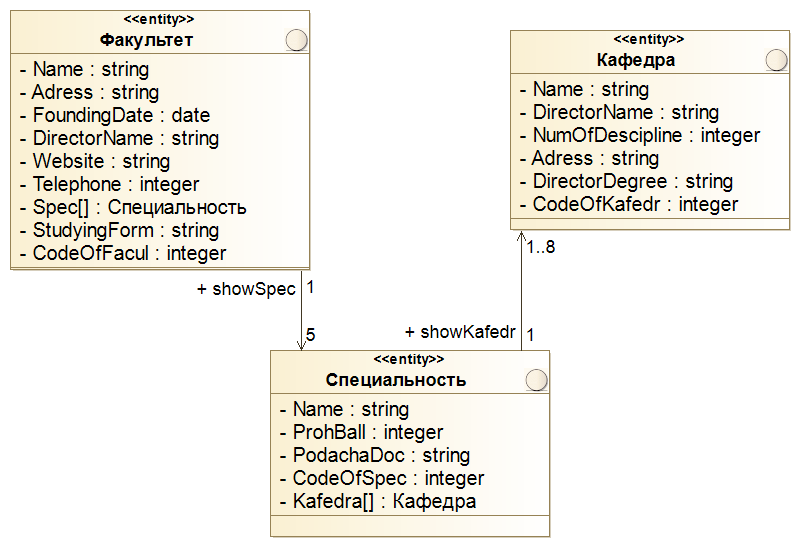 <<entity>>
Факультет
- Name : string
- Adress : string
- FoundingDate : date
- DirectorName : string
- Website : string
- Telephone : integer
- Spec[] : Специальность
- StudyingForm : string
- CodeOfFacul : integer
<<entity>>
Кафедра
- Name : string
- DirectorName : string
- NumOfDescipline : integer
- Adress : string
- DirectorDegree : string
- CodeOfKafedr : integer
+ showSpec
1
5
1..8
+ showKafedr
1
<<entity>>
Специальность
- Name : string
- ProhBall : integer
- PodachaDoc : string
- CodeOfSpec : integer
- Kafedra[] : Кафедра